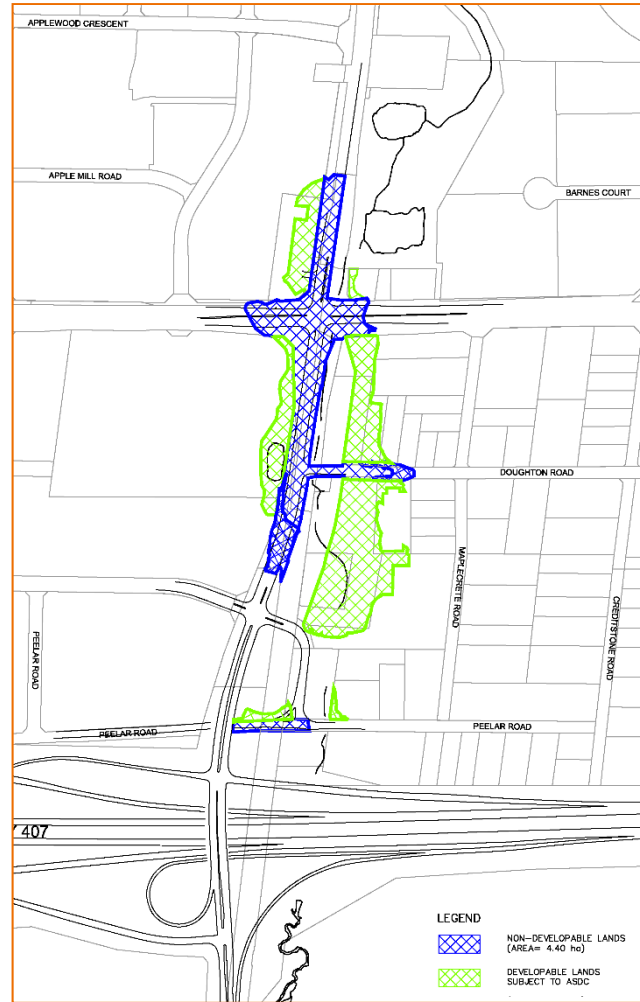 APPLEWOOD CRESCENT
APPLE MILL ROAD
BARNES COURT
DOUGHTON ROAD
MAPLECRETE ROAD
CREDITSTONE ROAD
PEELAR ROAD
PEELAR ROAD
PEELAR ROAD
407
LEGEND
NON-DEVELOPABLE LANDS
(AREA= 4.40 ha)
DEVELOPABLE LANDS
SUBJECT TO ASDC